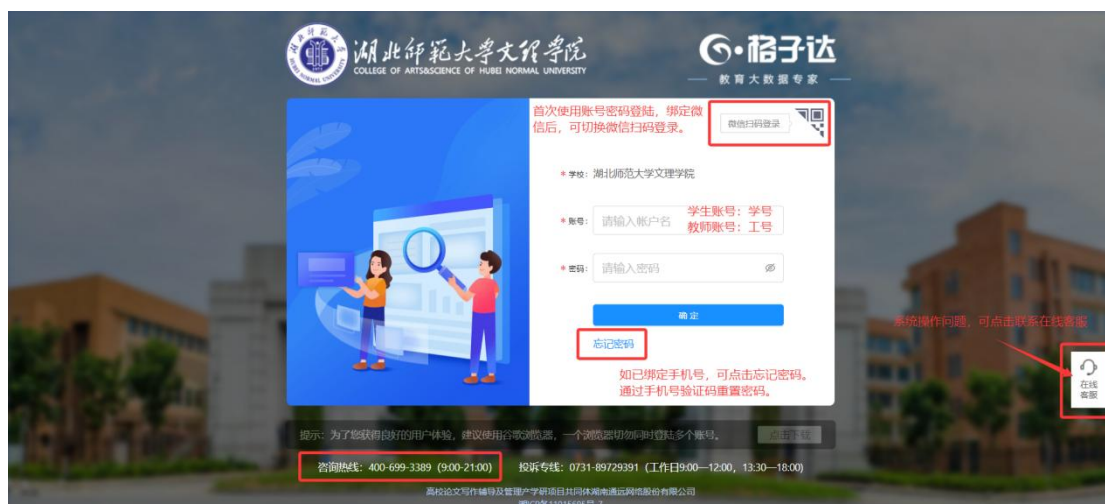 湖北师范大学文理学院
COLLEGE OF ARTS&SCIENCE OF HUBEI NORMAL UNIVERSITY
格子达
教育大数据专家
首次使用账号密码登陆，绑定微
信后，可切换微信扫码登录。
微信扫码登录
* 学校: 湖北师范大学文理学院
* 账号: 请输入帐户名
学生账号：学号
教师账号：工号
* 密码: 请输入密码
确 定
忘记密码
如已绑定手机号，可点击忘记密码。
通过手机号验证码重置密码。
系统操作问题，可点击联系在线客服
在线
客服
提示：为了您获得良好的用户体验，建议使用谷歌浏览器，一个浏览器切勿同时登陆多个账号。
点击下载
咨询热线：400-699-3389 (9:00-21:00)
投诉专线：0731-89729391 (工作日9:00—12:00，13:30—18:00)
高校论文写作辅导及管理产学研项目共同体湖南通远网络股份有限公司